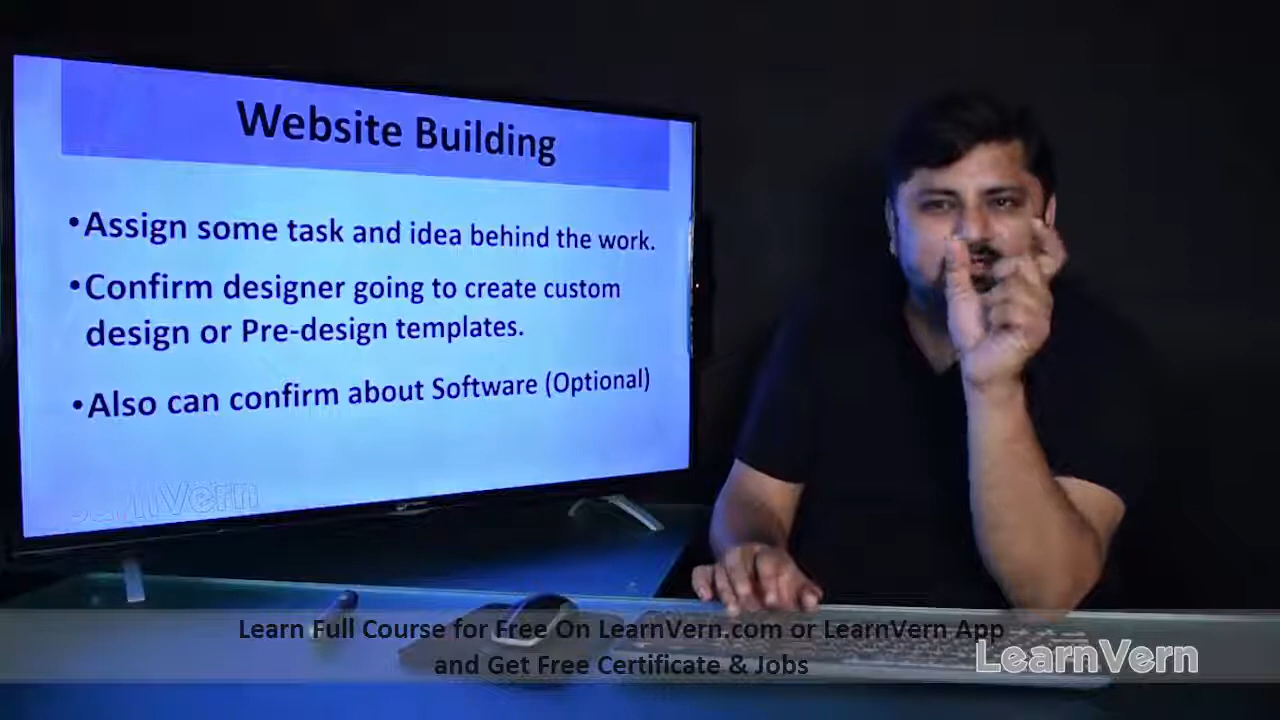 Website Building
•Assign some task and idea behind the work.
•Confirm designer going to create custom
design or Pre-design templates.
•Also can confirm about Software (Optional)
Learn Full Course for Free On LearnVern.com or LearnVern App
and Get Free Certificate & Jobs
LearnVern